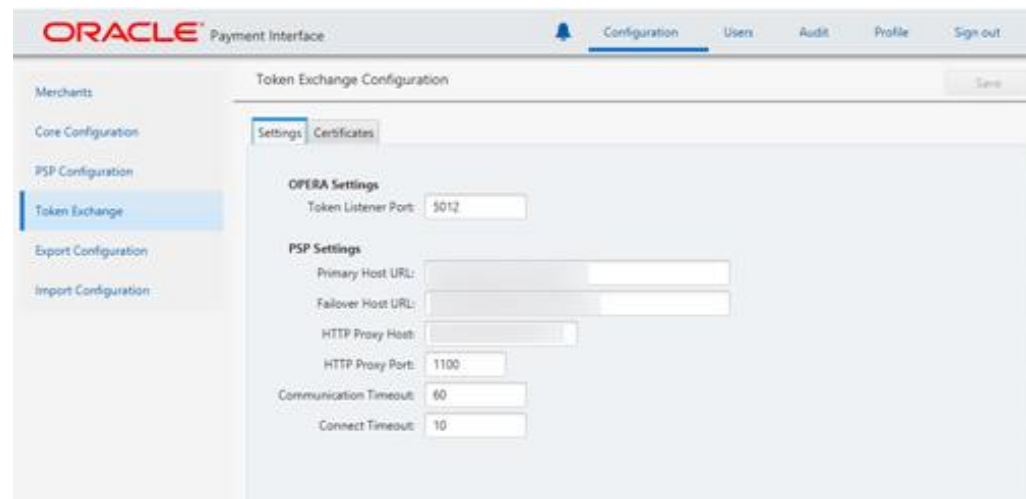 ORACLE Payment Interface
Configuration Users Audit Profile Sign out
Merchants
Core Configuration
PSP Configuration
Token Exchange
Export Configuration
Import Configuration
Token Exchange Configuration
Save
Settings Certificates
OPERA Settings
Token Listener Port: 5012
PSP Settings
Primary Host URL:
Failover Host URL:
HTTP Proxy Host:
HTTP Proxy Port: 1100
Communication Timeout: 60
Connect Timeout: 10